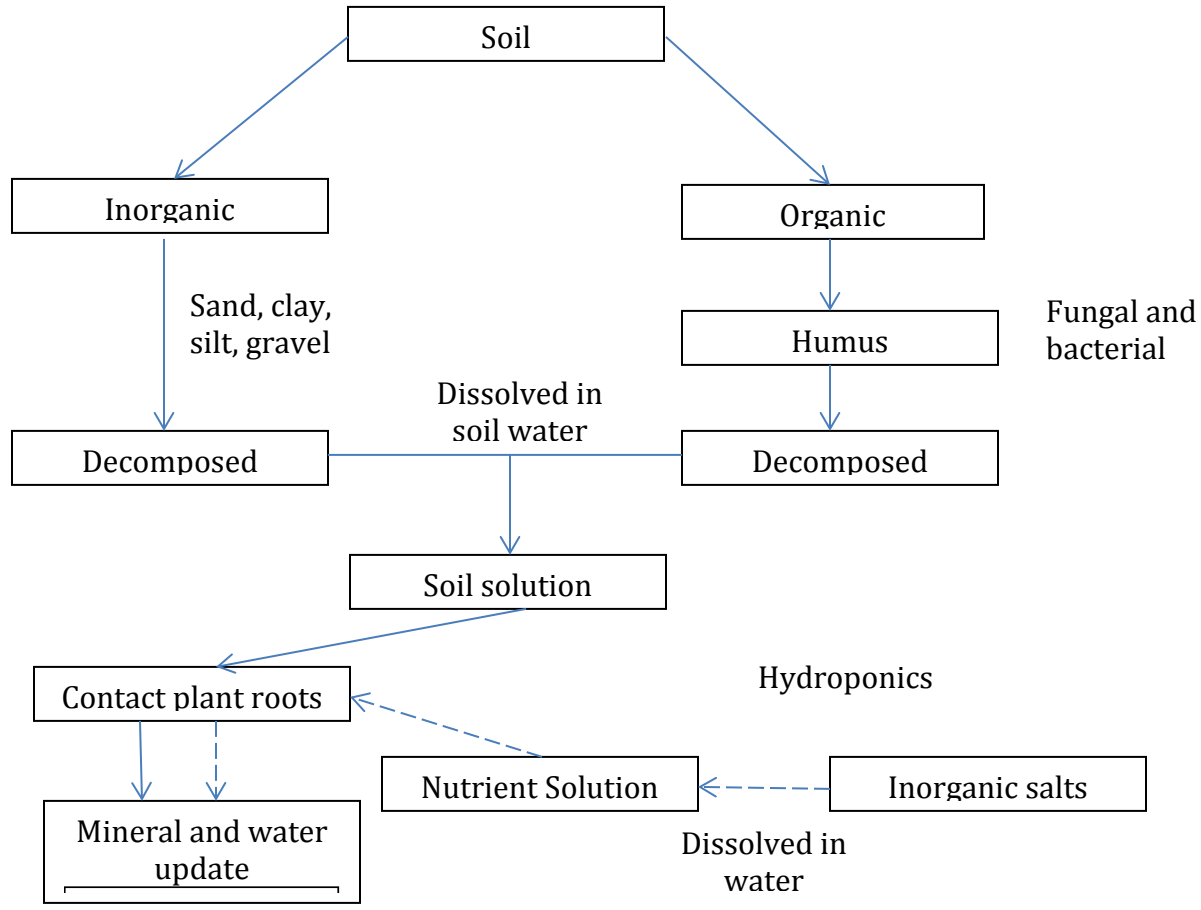 Soil
Inorganic
Organic
Sand, clay,
silt, gravel
Humus
Fungal and
bacterial
Dissolved in
soil water
Decomposed
Decomposed
Soil solution
Contact plant roots
Hydroponics
Nutrient Solution
Inorganic salts
Mineral and water
update
Dissolved in
water